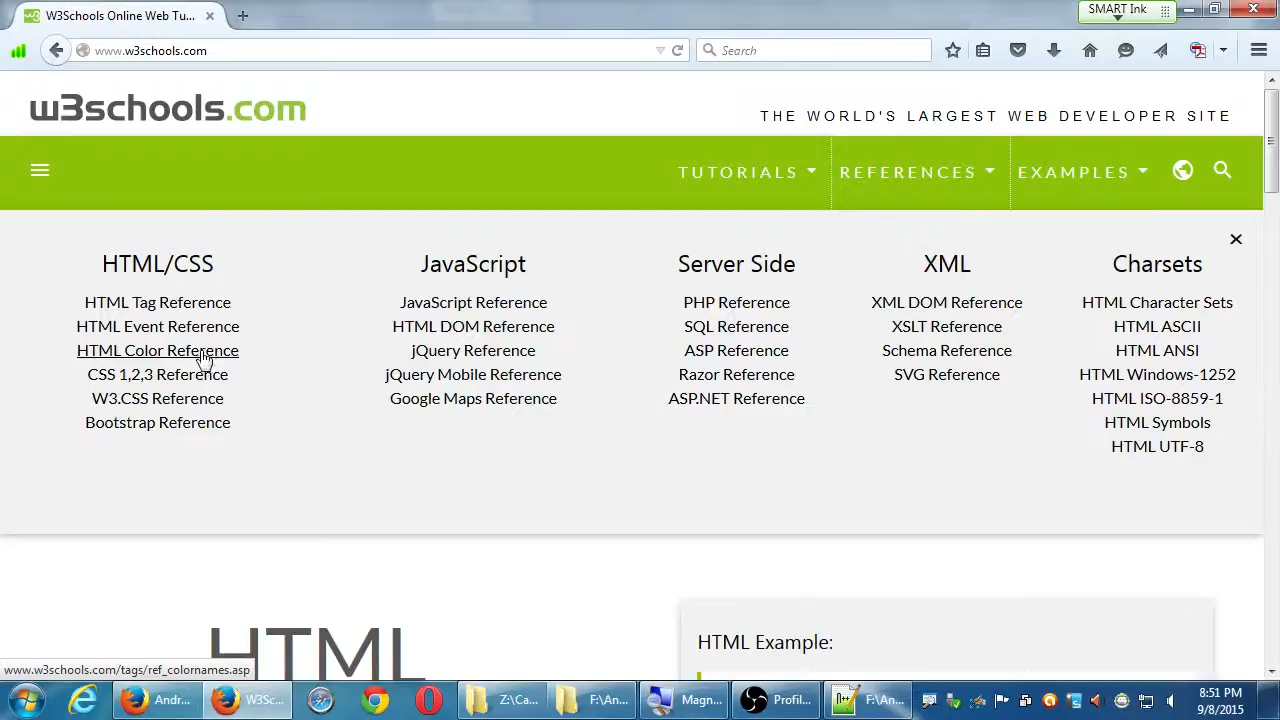 W3Schools Online Web Tu...
SMART Ink
www.w3schools.com
Search
w3schools.com
THE WORLD'S LARGEST WEB DEVELOPER SITE
TUTORIALS
REFERENCES
EXAMPLES
HTML/CSS
HTML Tag Reference
HTML Event Reference
HTML Color Reference
CSS 1,2,3 Reference
W3.CSS Reference
Bootstrap Reference
JavaScript
JavaScript Reference
HTML DOM Reference
jQuery Reference
jQuery Mobile Reference
Google Maps Reference
Server Side
PHP Reference
SQL Reference
ASP Reference
Razor Reference
ASP.NET Reference
XML
XML DOM Reference
XSLT Reference
Schema Reference
SVG Reference
Charsets
HTML Character Sets
HTML ASCII
HTML ANSI
HTML Windows-1252
HTML ISO-8859-1
HTML Symbols
HTML UTF-8
HTML
HTML Example:
www.w3schools.com/tags/ref_colornames.asp
Andr...
W3Sc...
Z:\Ca...
F:\An...
Magn...
Profil...
F:\An...
8:51 PM
9/8/2015